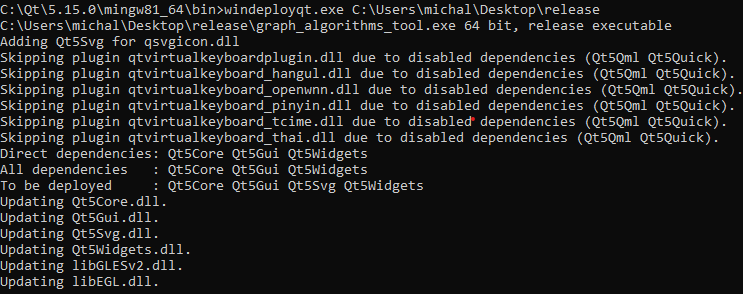 C:\Qt\5.15.0\mingw81_64\bin>windeployqt.exe C:\Users\michal\Desktop\release
C:\Users\michal\Desktop\release\graph_algorithms_tool.exe 64 bit, release executable
Adding Qt5Svg for qsvgicon.dll
Skipping plugin qtvirtualkeyboardplugin.dll due to disabled dependencies (Qt5Qml Qt5Quick).
Skipping plugin qtvirtualkeyboard_hangul.dll due to disabled dependencies (Qt5Qml Qt5Quick).
Skipping plugin qtvirtualkeyboard_openwnn.dll due to disabled dependencies (Qt5Qml Qt5Quick).
Skipping plugin qtvirtualkeyboard_pinyin.dll due to disabled dependencies (Qt5Qml Qt5Quick).
Skipping plugin qtvirtualkeyboard_tcime.dll due to disabled dependencies (Qt5Qml Qt5Quick).
Skipping plugin qtvirtualkeyboard_thai.dll due to disabled dependencies (Qt5Qml Qt5Quick).
Direct dependencies: Qt5Core Qt5Gui Qt5Widgets
All dependencies   : Qt5Core Qt5Gui Qt5Widgets
To be deployed     : Qt5Core Qt5Gui Qt5Svg Qt5Widgets
Updating Qt5Core.dll.
Updating Qt5Gui.dll.
Updating Qt5Svg.dll.
Updating Qt5Widgets.dll.
Updating libGLESv2.dll.
Updating libEGL.dll.